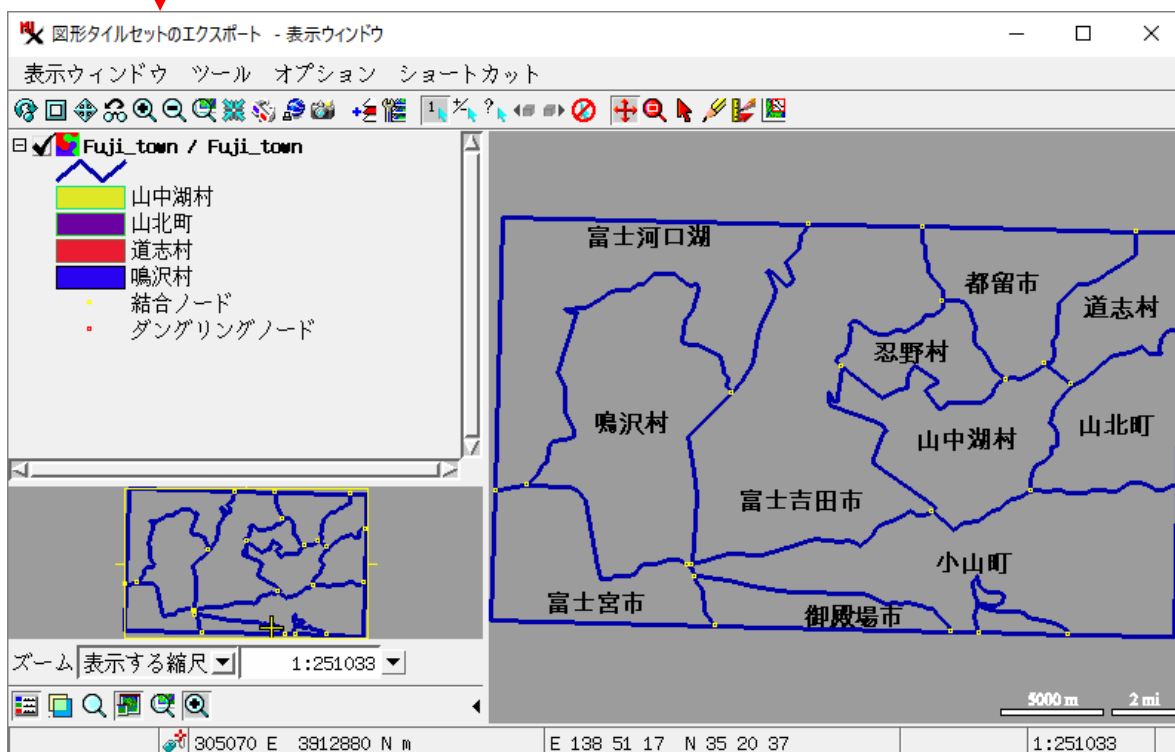 図形タイルセットのエクスポート - 表示ウィンドウ
表示ウィンドウ ツール オプション ショートカット
Fuji_town / Fuji_town
山中湖村
山北町
道志村
鳴沢村
結合ノード
ダングリングノード
富士河口湖
都留市
道志村
忍野村
鳴沢村
山中湖村
山北町
富士吉田市
小山町
富士宮市
御殿場市
ズーム 表示する縮尺 1:251033
5000 m 2 mi
305070 E 3912880 N m E 138 51 17 N 35 20 37 1:251033